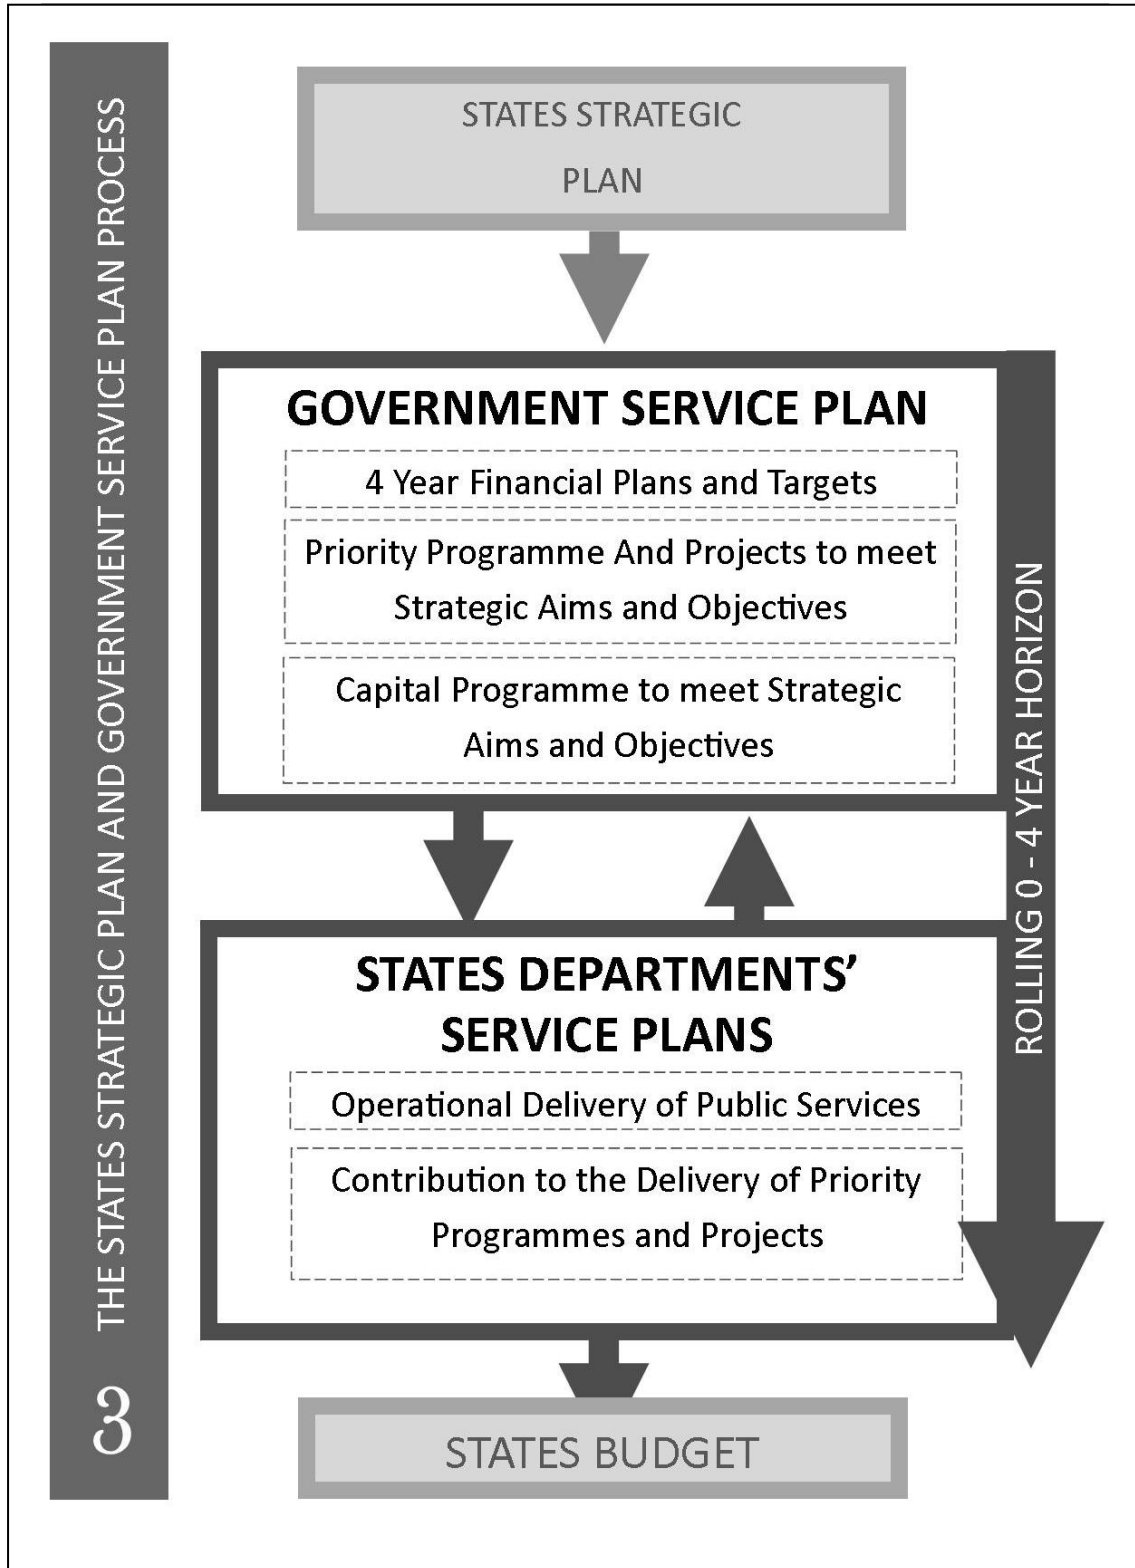 THE STATES STRATEGIC PLAN AND GOVERNMENT SERVICE PLAN PROCESS
3
STATES STRATEGIC
PLAN
GOVERNMENT SERVICE PLAN
4 Year Financial Plans and Targets
Priority Programme And Projects to meet
Strategic Aims and Objectives
Capital Programme to meet Strategic
Aims and Objectives
ROLLING 0 - 4 YEAR HORIZON
STATES DEPARTMENTS’
SERVICE PLANS
Operational Delivery of Public Services
Contribution to the Delivery of Priority
Programmes and Projects
STATES BUDGET